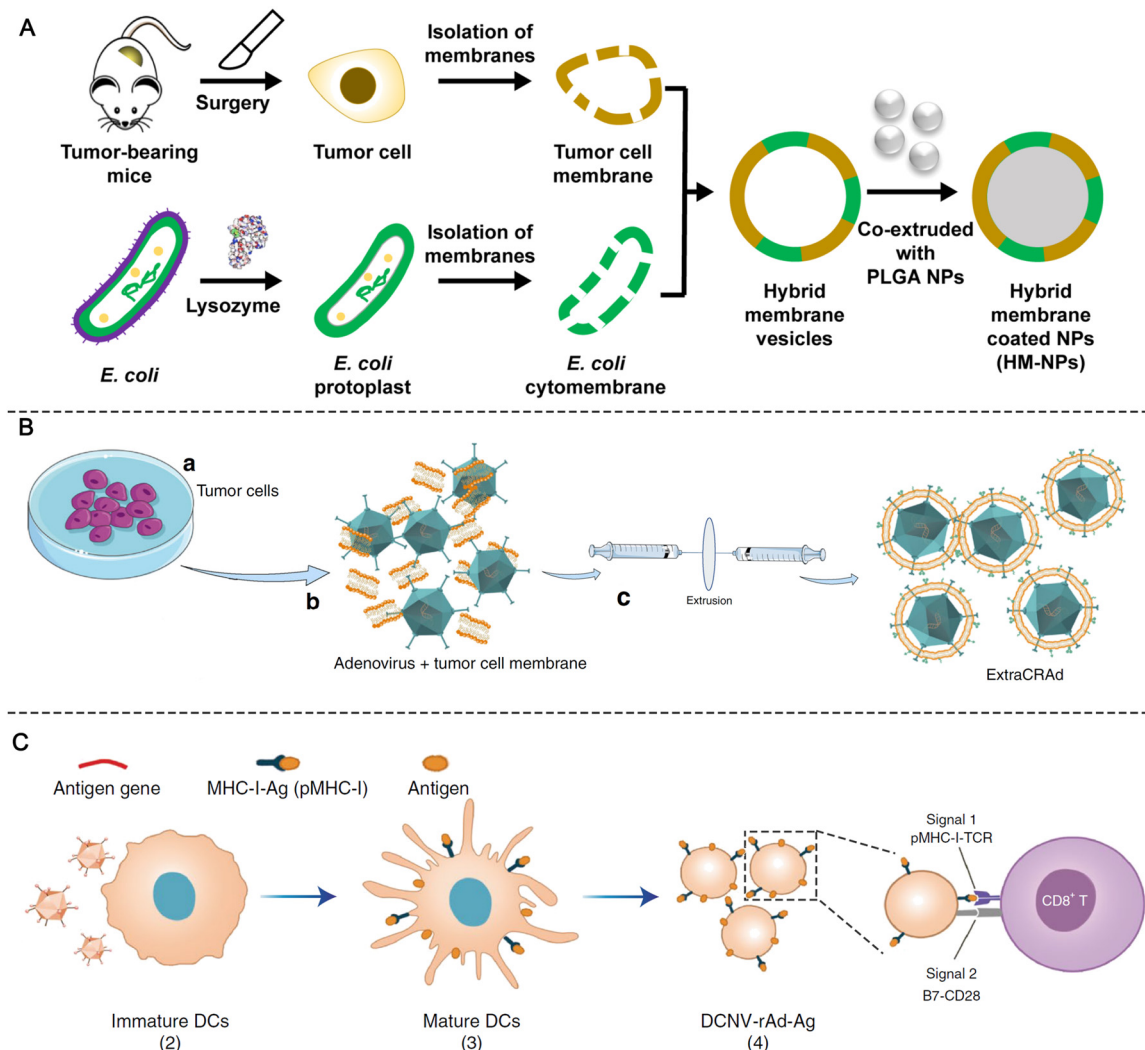 A
Tumor-bearing
mice
Surgery
Tumor cell
Isolation of
membranes
Tumor cell
membrane
E. coli
Lysozyme
E. coli
protoplast
Isolation of
membranes
E. coli
cytomembrane
Hybrid
membrane
vesicles
Co-extruded
with
PLGA NPs
Hybrid
membrane
coated NPs
(HM-NPs)
B
a
Tumor cells
b
Adenovirus + tumor cell membrane
c
Extrusion
ExtraCRAd
C
Antigen gene
MHC-I-Ag (pMHC-I)
Antigen
Immature DCs
(2)
Mature DCs
(3)
DCNV-rAd-Ag
(4)
Signal 1
pMHC-I-TCR
CD8⁺ T
Signal 2
B7-CD28